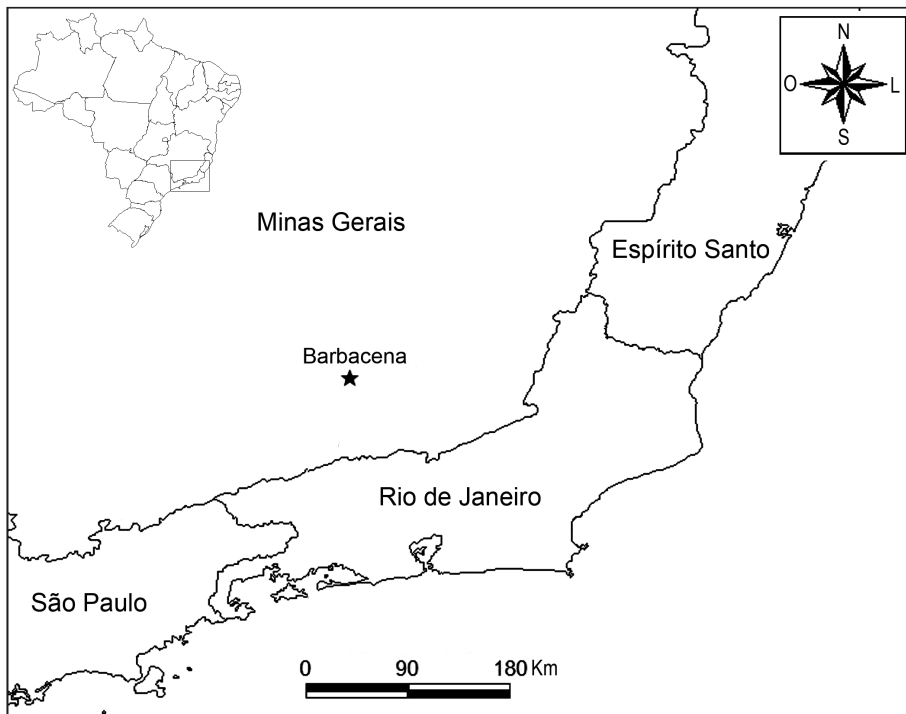 N
O L
S
Minas Gerais
Espírito Santo
Barbacena
Rio de Janeiro
São Paulo
0 90 180 Km